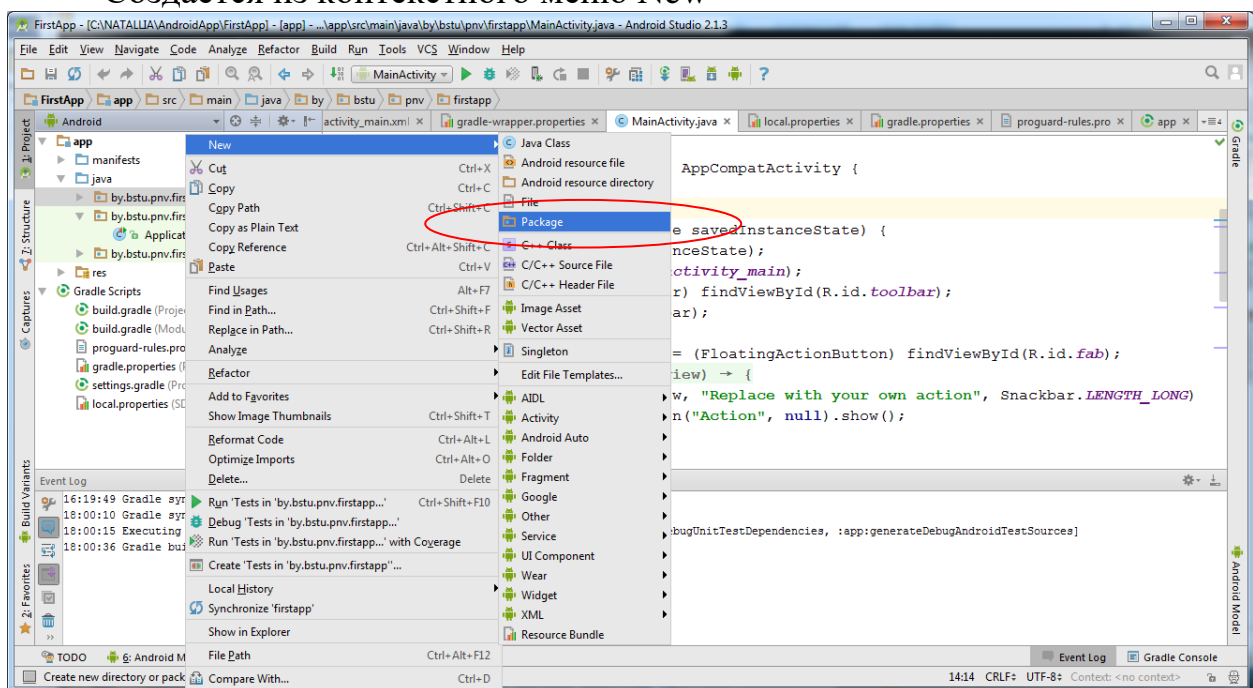 Создается из контекстного меню New
FirstApp - [C:\NATALLIA\AndroidApp\FirstApp] - [app] - ...\app\src\main\java\by\bstu\pnv\firstapp\MainActivity.java - Android Studio 2.1.3
File Edit View Navigate Code Analyze Refactor Build Run Tools VCS Window Help
MainActivity
FirstApp app src main java by bstu pnv firstapp
1: Project
2: Structure
Captures
Build Variants
2: Favorites
Android
activity_main.xml gradle-wrapper.properties MainActivity.java local.properties gradle.properties proguard-rules.pro app
app
manifests
java
by.bstu.pnv.firs
by.bstu.pnv.firs
Applicat
by.bstu.pnv.firs
res
Gradle Scripts
build.gradle (Proje
build.gradle (Modu
proguard-rules.pro
gradle.properties (P
settings.gradle (Pro
local.properties (SD
New
Cut Ctrl+X
Copy Ctrl+C
Copy Path Ctrl+Shift+C
Copy as Plain Text
Copy Reference Ctrl+Alt+Shift+C
Paste Ctrl+V
Find Usages Alt+F7
Find in Path... Ctrl+Shift+F
Replace in Path... Ctrl+Shift+R
Analyze
Refactor
Add to Favorites
Show Image Thumbnails Ctrl+Shift+T
Reformat Code Ctrl+Alt+L
Optimize Imports Ctrl+Alt+O
Delete... Delete
Run 'Tests in 'by.bstu.pnv.firstapp...' Ctrl+Shift+F10
Debug 'Tests in 'by.bstu.pnv.firstapp...'
Run 'Tests in 'by.bstu.pnv.firstapp...' with Coverage
Create 'Tests in 'by.bstu.pnv.firstapp''...
Local History
Synchronize 'firstapp'
Show in Explorer
File Path Ctrl+Alt+F12
Compare With... Ctrl+D
Java Class
Android resource file
Android resource directory
File
Package
C++ Class
C/C++ Source File
C/C++ Header File
Image Asset
Vector Asset
Singleton
Edit File Templates...
AIDL
Activity
Android Auto
Folder
Fragment
Google
Other
Service
UI Component
Wear
Widget
XML
Resource Bundle
AppCompatActivity {
e savedInstanceState) {
nceState);
ctivity_main);
r) findViewById(R.id.toolbar);
ar);
= (FloatingActionButton) findViewById(R.id.fab);
iew) → {
w, "Replace with your own action", Snackbar.LENGTH_LONG)
n("Action", null).show();
Gradle
Android Model
Event Log
16:19:49 Gradle syn
18:00:10 Gradle syn
18:00:15 Executing
ebugUnitTestDependencies, :app:generateDebugAndroidTestSources]
18:00:36 Gradle bui
TODO 6: Android M
Event Log Gradle Console
Create new directory or pack
14:14 CRLF÷ UTF-8÷ Context: <no context>